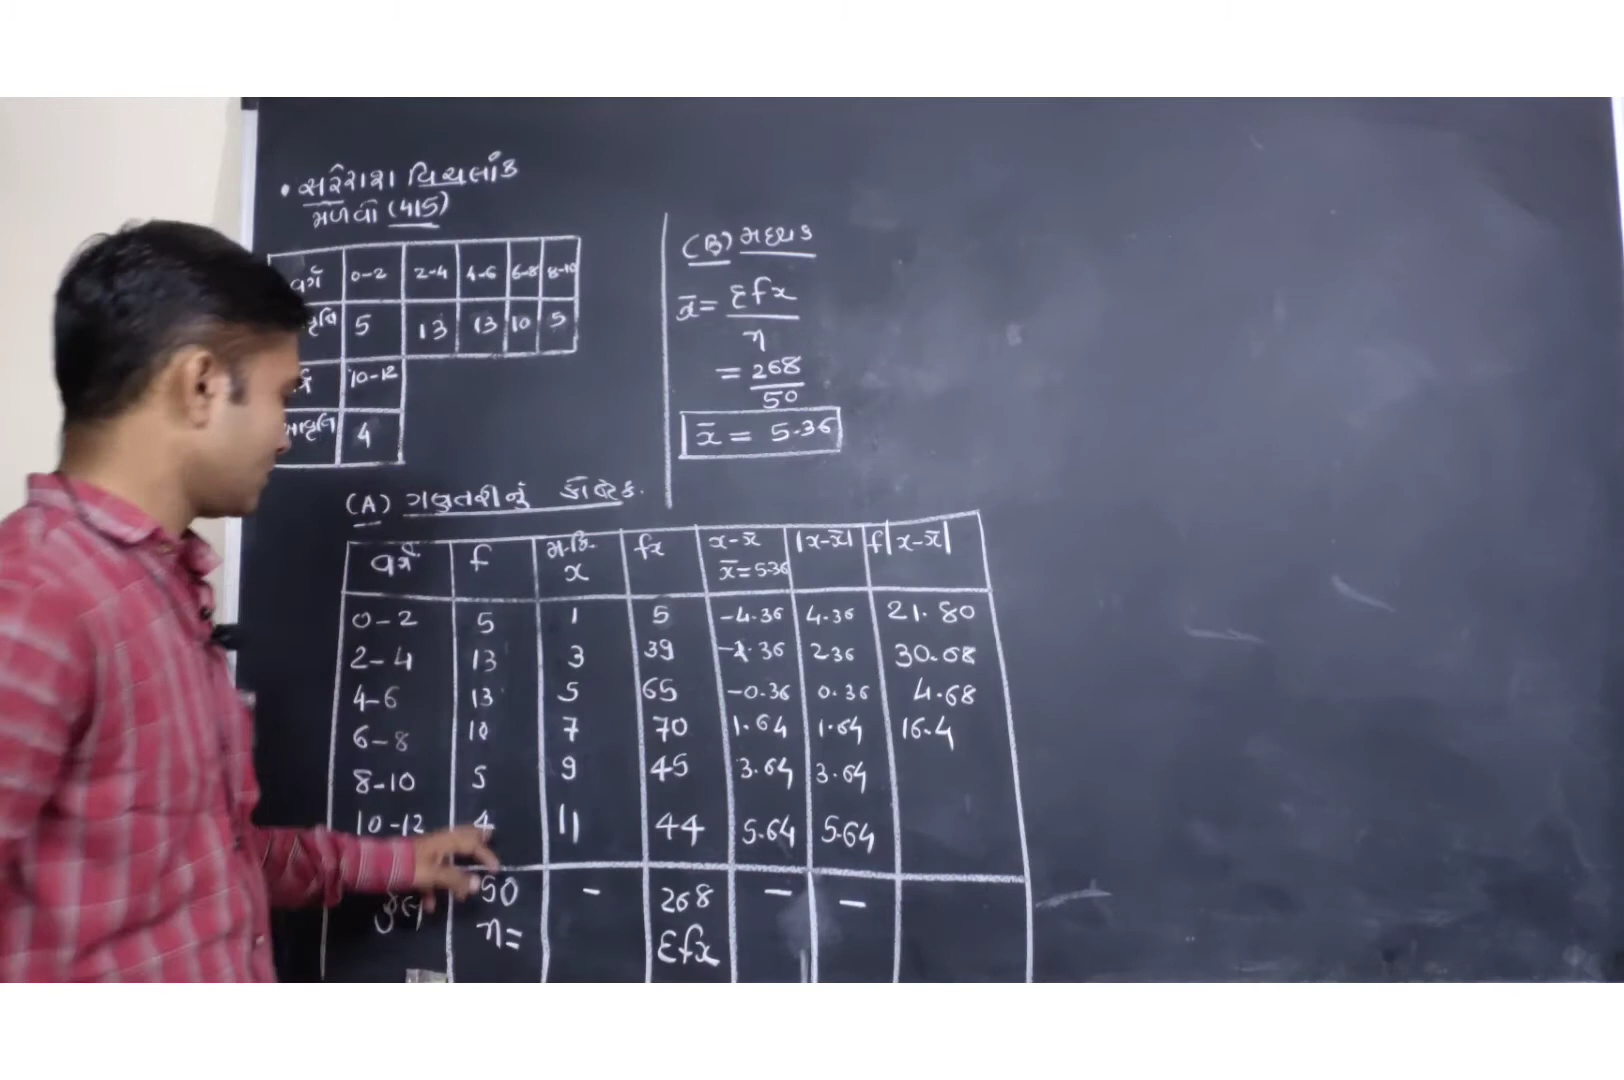 • સરેરાશ વિચલાંક
મળવો (415)
વર્ગ 0-2 2-4 4-6 6-8 8-10
5 13 13 10 5
10-12
4
(B) મધ્યક
x̄ = Σfx
n
= 268
50
x̄ = 5.36
(A) ગણતરીનું કોષ્ટક.
વર્ગ f મ.કિ. x fx x-x̄ x̄=5.36 |x-x̄| f|x-x̄|
0-2 5 1 5 -4.36 4.36 21.80
2-4 13 3 39 -2.36 2.36 30.68
4-6 13 5 65 -0.36 0.36 4.68
6-8 10 7 70 1.64 1.64 16.4
8-10 5 9 45 3.64 3.64
10-12 4 11 44 5.64 5.64
કુલ 50 - 268 - -
n= Σfx